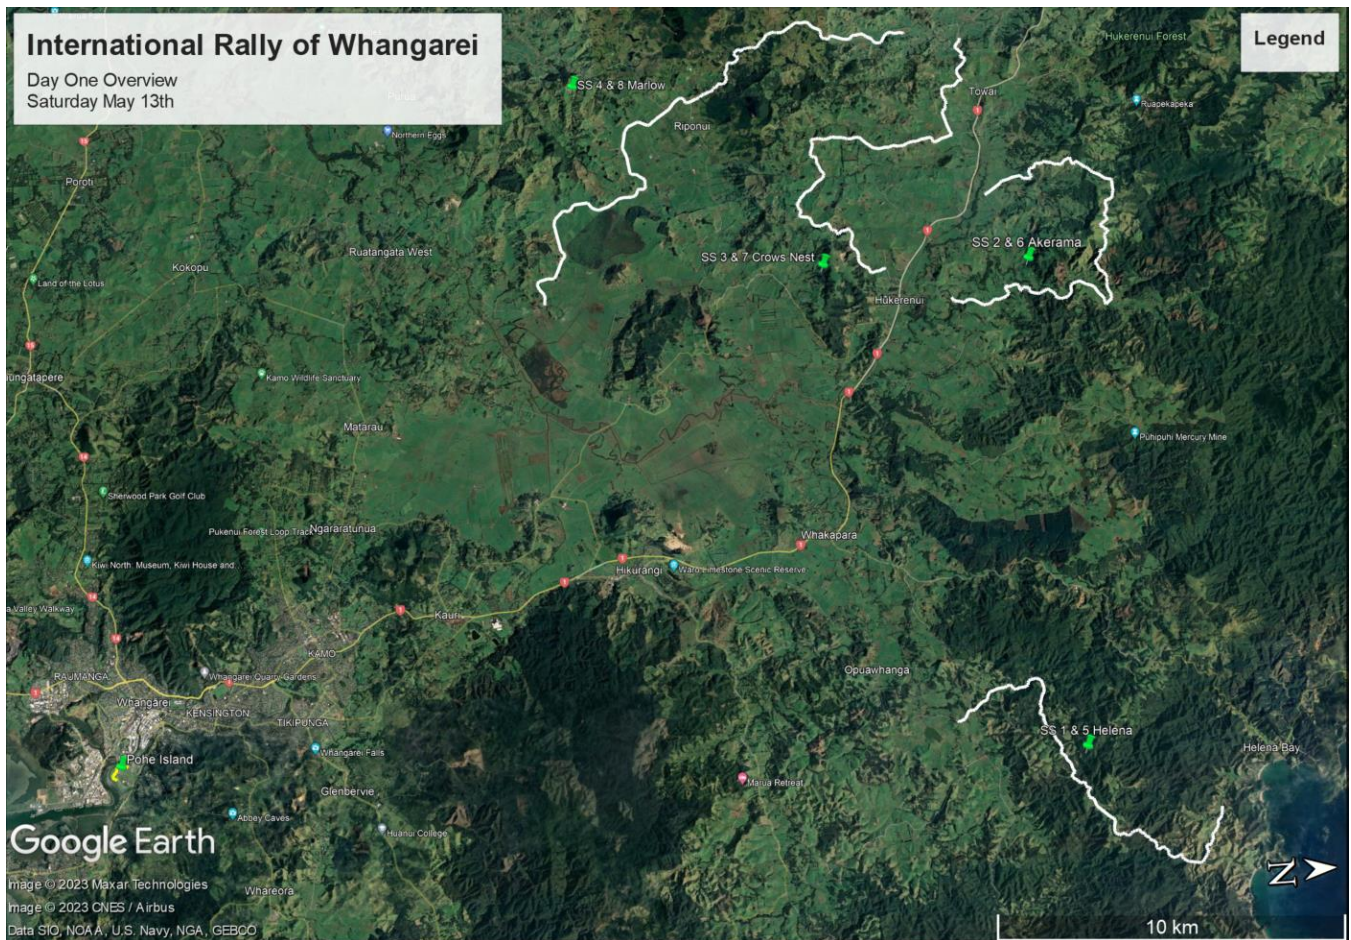 International Rally of Whangarei
Day One Overview
Saturday May 13th
Legend
Hukerenui Forest
SS 4 & 8 Marlow
Towai
Ruapekapeka
Northern Eggs
Riponui
Poroti
SS 2 & 6 Akerama
Ruatangata West
SS 3 & 7 Crows Nest
Kokopu
Land of the Lotus
Hūkerenui
Kamo Wildlife Sanctuary
Matarau
Puhipuhi Mercury Mine
Sherwood Park Golf Club
Pukenui Forest Loop Track
Ngararatunua
Whakapara
Kiwi North: Museum, Kiwi House and
Hikurangi
Waro Limestone Scenic Reserve
a Valley Walkway
Kauri
KAMO
Opuawhanga
RAUMANGA
Whangarei Quarry Gardens
Whangārei
KENSINGTON
TIKIPUNGA
SS 1 & 5 Helena
Helena Bay
Whangarei Falls
Pohe Island
Marua Retreat
Glenbervie
Abbey Caves
Huanui College
Google Earth
N
Image © 2023 Maxar Technologies
Whareora
Image © 2023 CNES / Airbus
10 km
Data SIO, NOAA, U.S. Navy, NGA, GEBCO